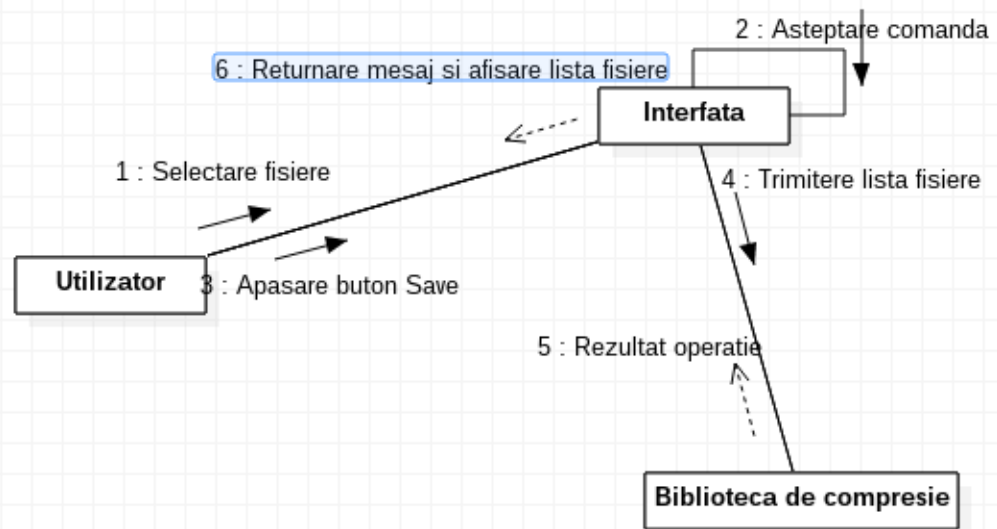 2 : Asteptare comanda
6 : Returnare mesaj si afisare lista fisiere
Interfata
1 : Selectare fisiere
4 : Trimitere lista fisiere
Utilizator
3 : Apasare buton Save
5 : Rezultat operatie
Biblioteca de compresie